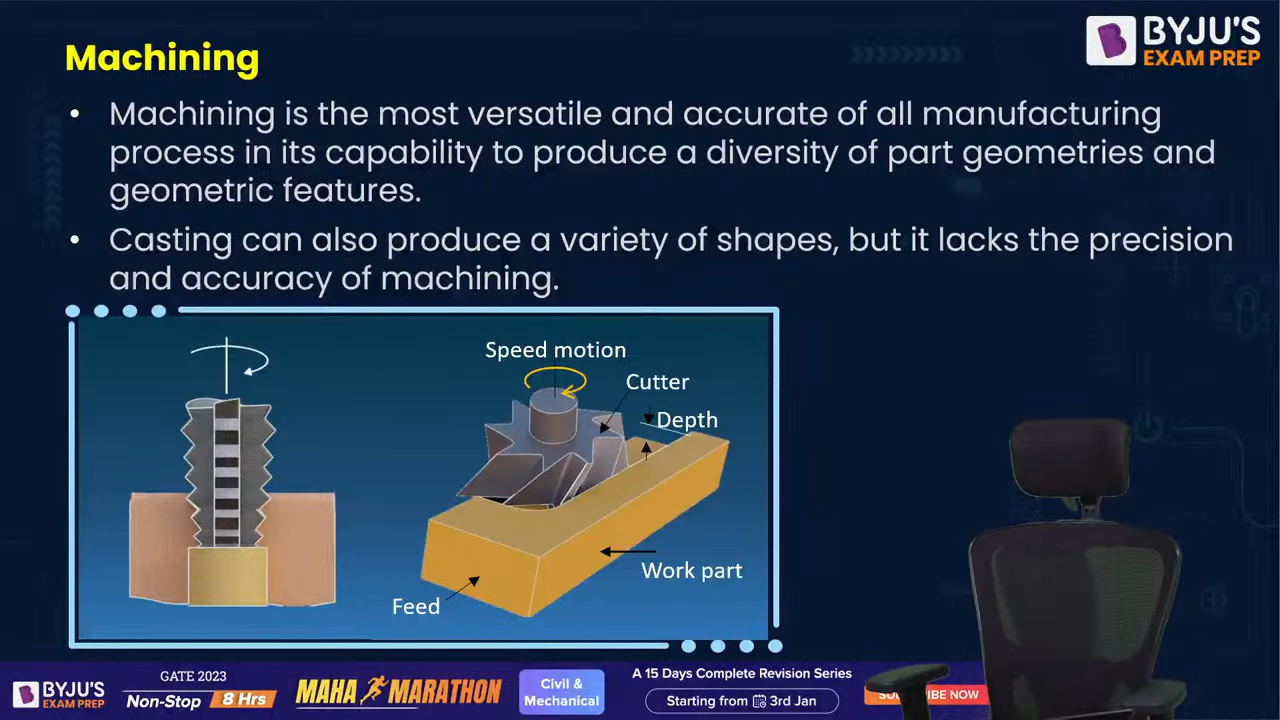 BYJU'S
EXAM PREP
Machining
• Machining is the most versatile and accurate of all manufacturing
process in its capability to produce a diversity of part geometries and
geometric features.
• Casting can also produce a variety of shapes, but it lacks the precision
and accuracy of machining.
Speed motion
Cutter
Depth
Work part
Feed
BYJU'S
EXAM PREP
GATE 2023
Non-Stop 8 Hrs
MAHA MARATHON
Civil &
Mechanical
A 15 Days Complete Revision Series
Starting from 3rd Jan
NOW